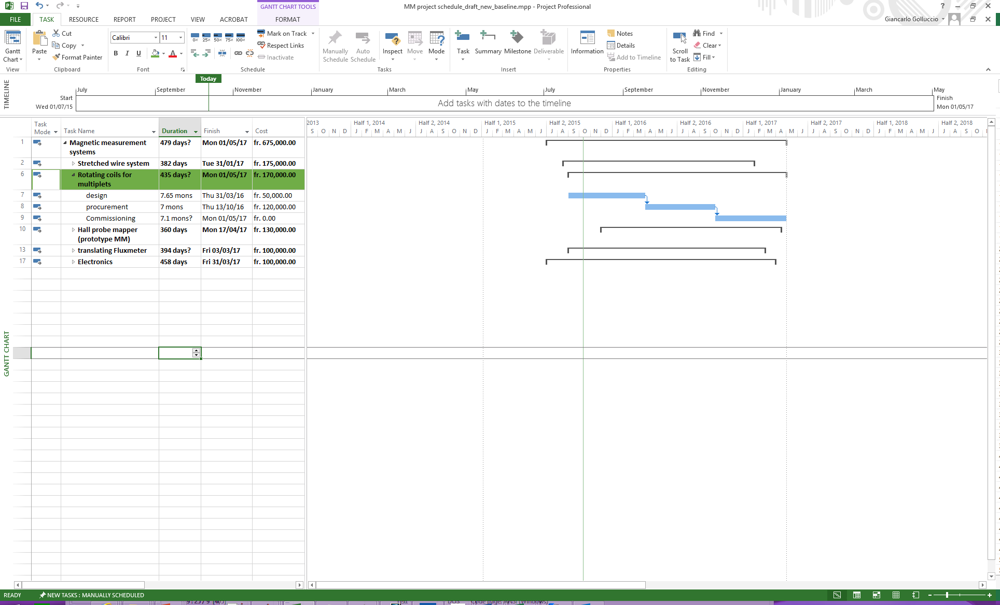 GANTT CHART TOOLS
MM project schedule_draft_new_baseline.mpp - Project Professional
FILE TASK RESOURCE REPORT PROJECT VIEW ACROBAT FORMAT
Giancarlo Golluccio
Gantt Chart
View
Paste
Cut
Copy
Format Painter
Clipboard
Calibri 11
B I U A
Font
0% 25% 50% 75% 100%
Mark on Track
Respect Links
Inactivate
Schedule
Manually Schedule
Auto Schedule
Inspect
Move
Mode
Tasks
Task
Summary
Milestone
Deliverable
Insert
Information
Notes
Details
Add to Timeline
Properties
Scroll to Task
Find
Clear
Fill
Editing
TIMELINE
Today
July September November January March May July September November January March May
Start
Wed 01/07/15
Add tasks with dates to the timeline
Finish
Mon 01/05/17
GANTT CHART
Task Mode Task Name Duration Finish Cost
2013 Half 1, 2014 Half 2, 2014 Half 1, 2015 Half 2, 2015 Half 1, 2016 Half 2, 2016 Half 1, 2017 Half 2, 2017 Half 1, 2018 Half 2, 2018
S O N D J F M A M J J A S O N D J F M A M J J A S O N D J F M A M J J A S O N D J F M A M J J A S O N D J F M A M J J A S O
1 Magnetic measurement systems 479 days? Mon 01/05/17 fr. 675,000.00
2 Stretched wire system 382 days Tue 31/01/17 fr. 175,000.00
6 Rotating coils for multiplets 435 days? Mon 01/05/17 fr. 170,000.00
7 design 7.65 mons Thu 31/03/16 fr. 50,000.00
8 procurement 7 mons Thu 13/10/16 fr. 120,000.00
9 Commissioning 7.1 mons? Mon 01/05/17 fr. 0.00
10 Hall probe mapper (prototype MM) 360 days Mon 17/04/17 fr. 130,000.00
13 translating Fluxmeter 394 days? Fri 03/03/17 fr. 100,000.00
17 Electronics 458 days Fri 31/03/17 fr. 100,000.00
READY NEW TASKS : MANUALLY SCHEDULED